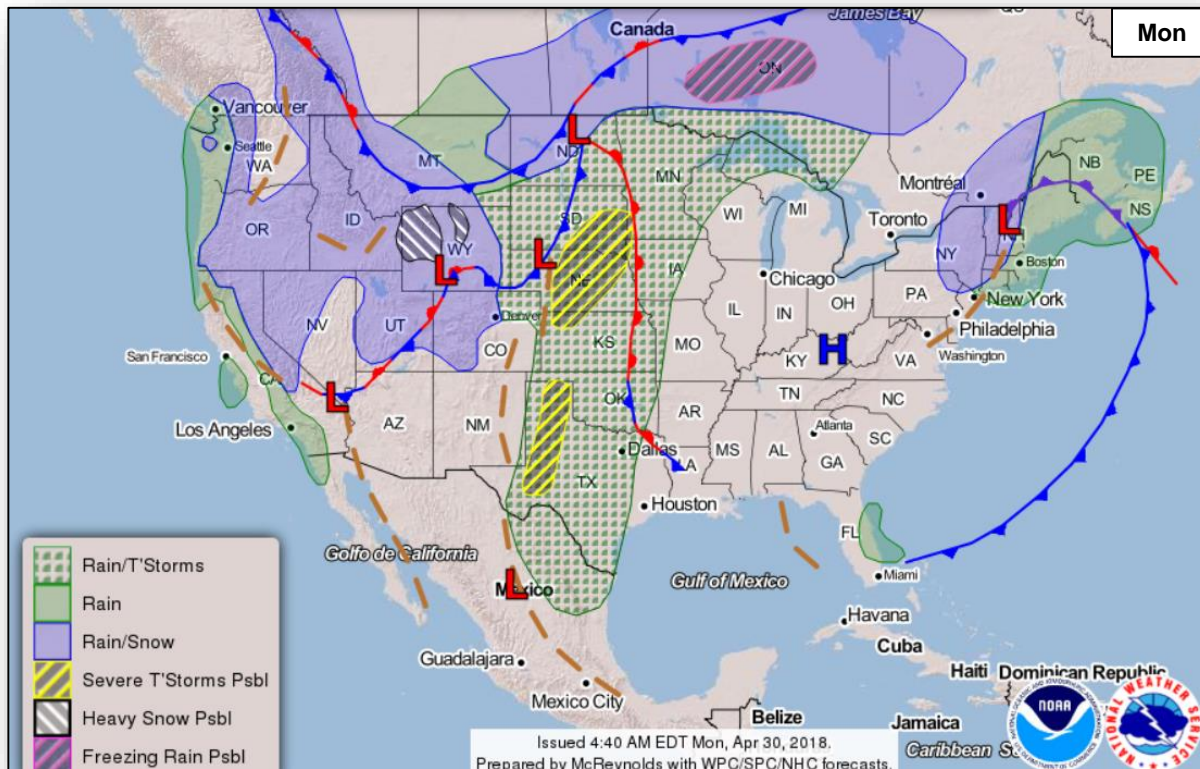 James Bay
Canada
Mon
ON
Vancouver
Seattle
WA
MT
ND
MN
NB
PE
NS
Montréal
OR
ID
WY
SD
WI
MI
Toronto
NY
NH
Boston
L
L
L
L
L
L
NE
IA
Chicago
PA
New York
Philadelphia
Washington
NV
UT
Denver
CO
KS
MO
IL
IN
OH
H
KY
VA
San Francisco
CA
Los Angeles
AZ
NM
OK
AR
TN
NC
Dallas
TX
LA
MS
AL
Atlanta
GA
SC
Houston
FL
Miami
Golfo de California
Mexico
Gulf of Mexico
Havana
Cuba
Guadalajara
Mexico City
Haiti
Dominican Republic
Belize
Jamaica
Rain/T'Storms
Rain
Rain/Snow
Severe T'Storms Psbl
Heavy Snow Psbl
Freezing Rain Psbl
Issued 4:40 AM EDT Mon, Apr 30, 2018.
Prepared by McReynolds with WPC/SPC/NHC forecasts.
Caribbean
NOAA
NATIONAL WEATHER SERVICE